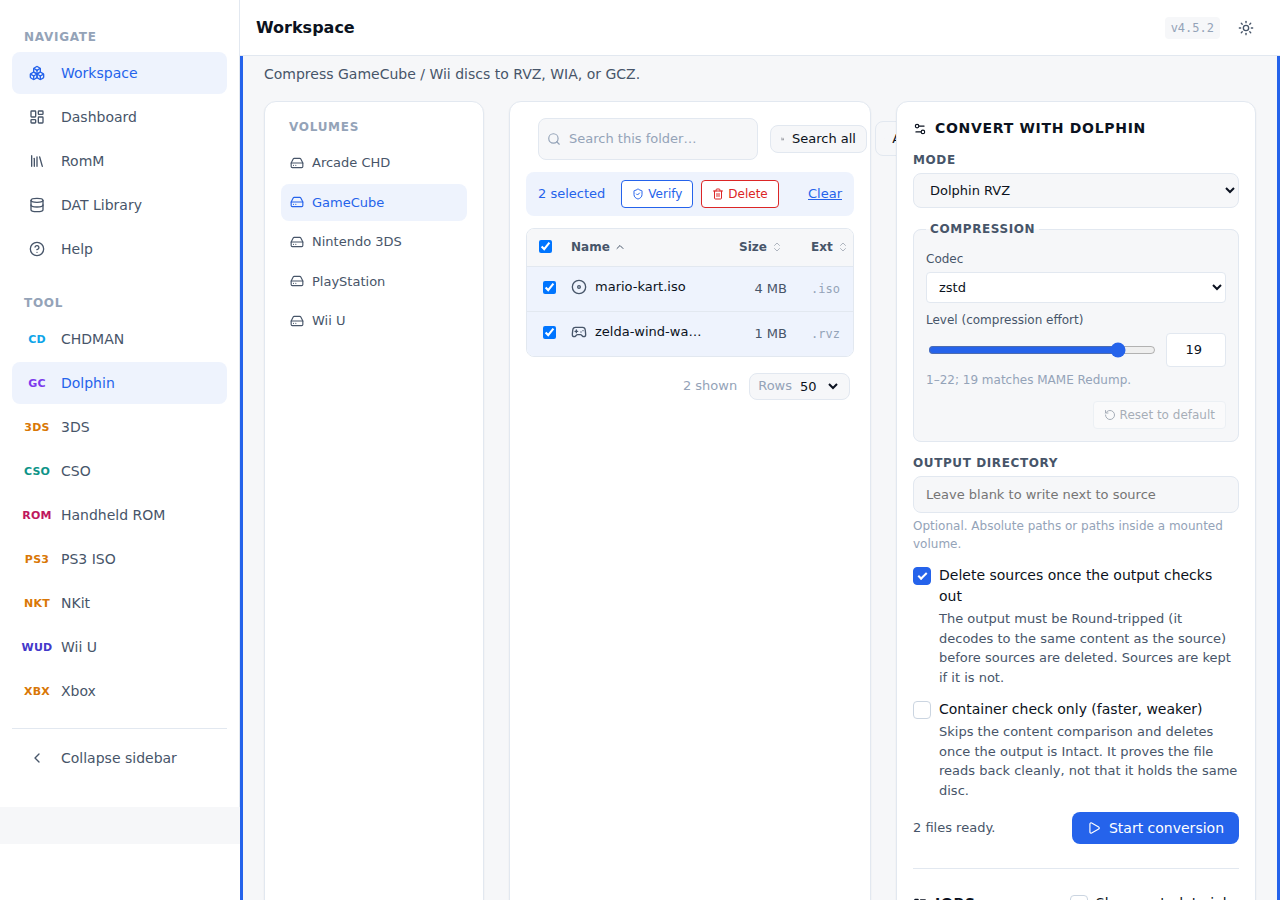 NAVIGATE
Workspace
Dashboard
RomM
DAT Library
Help
TOOL
CD CHDMAN
GC Dolphin
3DS 3DS
CSO CSO
ROM Handheld ROM
PS3 PS3 ISO
NKT NKit
WUD Wii U
XBX Xbox
Collapse sidebar
Workspace
v4.5.2
Compress GameCube / Wii discs to RVZ, WIA, or GCZ.
VOLUMES
Arcade CHD
GameCube
Nintendo 3DS
PlayStation
Wii U
Search this folder…
Search all
2 selected Verify Delete Clear
Name Size Ext
mario-kart.iso 4 MB .iso
zelda-wind-wa… 1 MB .rvz
2 shown Rows 50
CONVERT WITH DOLPHIN
MODE
Dolphin RVZ
COMPRESSION
Codec
zstd
Level (compression effort)
19
1–22; 19 matches MAME Redump.
Reset to default
OUTPUT DIRECTORY
Leave blank to write next to source
Optional. Absolute paths or paths inside a mounted
volume.
Delete sources once the output checks
out
The output must be Round-tripped (it
decodes to the same content as the source)
before sources are deleted. Sources are kept
if it is not.
Container check only (faster, weaker)
Skips the content comparison and deletes
once the output is Intact. It proves the file
reads back cleanly, not that it holds the same
disc.
2 files ready. Start conversion